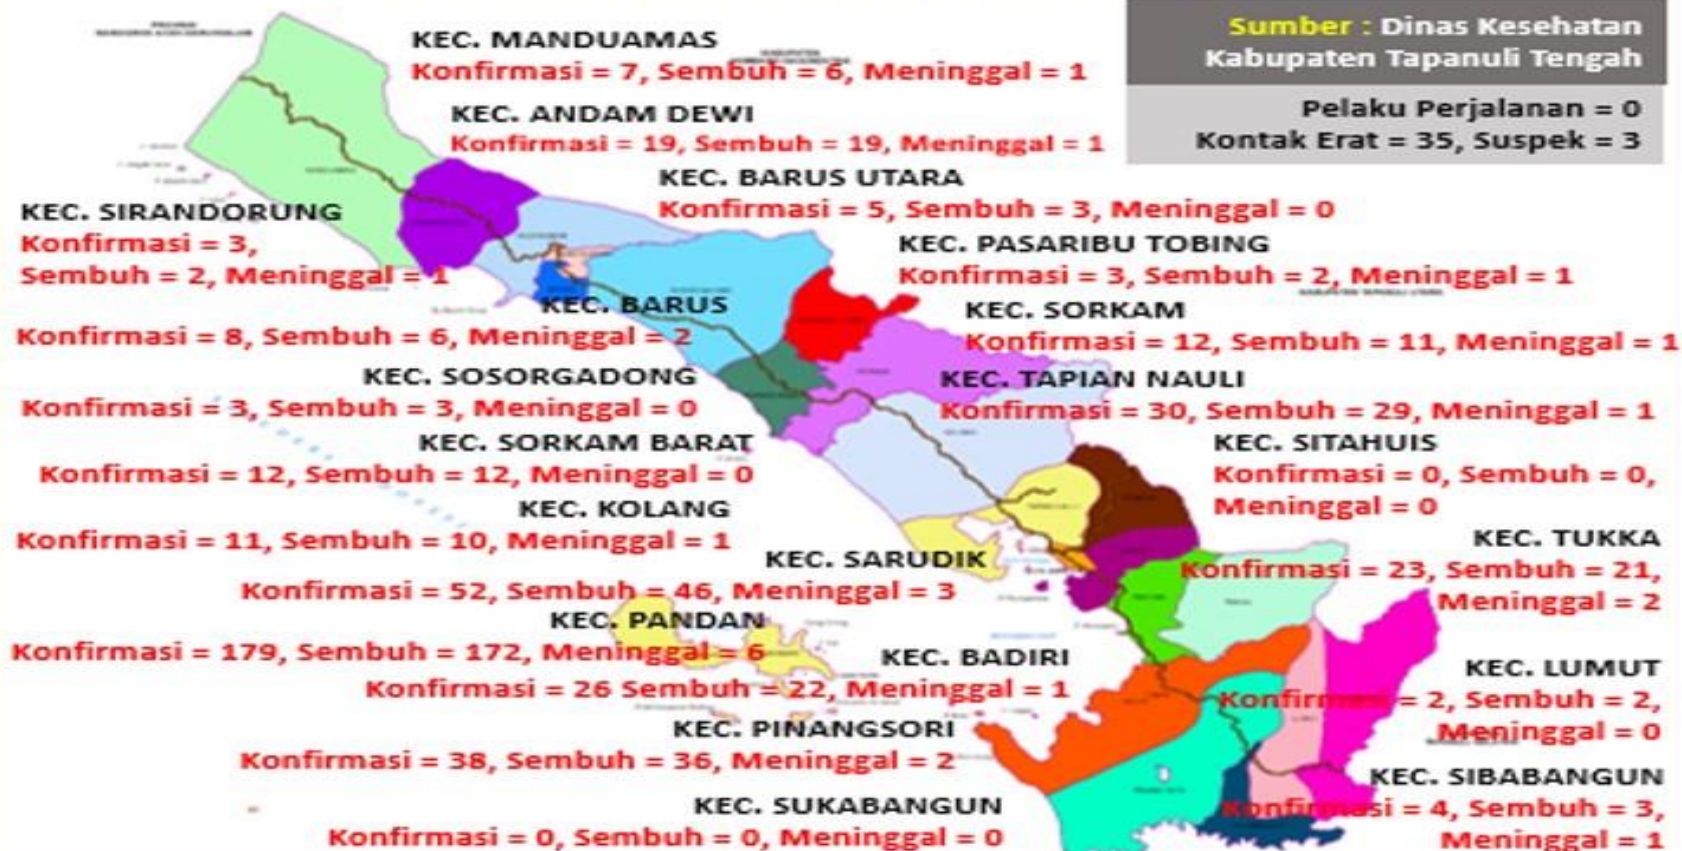 Sumber : Dinas Kesehatan
Kabupaten Tapanuli Tengah
Pelaku Perjalanan = 0
Kontak Erat = 35, Suspek = 3
KEC. MANDUAMAS
Konfirmasi = 7, Sembuh = 6, Meninggal = 1
KEC. ANDAM DEWI
Konfirmasi = 19, Sembuh = 19, Meninggal = 1
KEC. BARUS UTARA
Konfirmasi = 5, Sembuh = 3, Meninggal = 0
KEC. SIRANDORUNG
Konfirmasi = 3,
Sembuh = 2, Meninggal = 1
KEC. PASARIBU TOBING
Konfirmasi = 3, Sembuh = 2, Meninggal = 1
KEC. BARUS
Konfirmasi = 8, Sembuh = 6, Meninggal = 2
KEC. SORKAM
Konfirmasi = 12, Sembuh = 11, Meninggal = 1
KEC. SOSORGADONG
Konfirmasi = 3, Sembuh = 3, Meninggal = 0
KEC. TAPIAN NAULI
Konfirmasi = 30, Sembuh = 29, Meninggal = 1
KEC. SORKAM BARAT
Konfirmasi = 12, Sembuh = 12, Meninggal = 0
KEC. SITAHUIS
Konfirmasi = 0, Sembuh = 0,
Meninggal = 0
KEC. KOLANG
Konfirmasi = 11, Sembuh = 10, Meninggal = 1
KEC. SARUDIK
Konfirmasi = 52, Sembuh = 46, Meninggal = 3
KEC. TUKKA
Konfirmasi = 23, Sembuh = 21,
Meninggal = 2
KEC. PANDAN
Konfirmasi = 179, Sembuh = 172, Meninggal = 6
KEC. BADIRI
Konfirmasi = 26 Sembuh = 22, Meninggal = 1
KEC. LUMUT
Konfirmasi = 2, Sembuh = 2,
Meninggal = 0
KEC. PINANGSORI
Konfirmasi = 38, Sembuh = 36, Meninggal = 2
KEC. SIBABANGUN
Konfirmasi = 4, Sembuh = 3,
Meninggal = 1
KEC. SUKABANGUN
Konfirmasi = 0, Sembuh = 0, Meninggal = 0